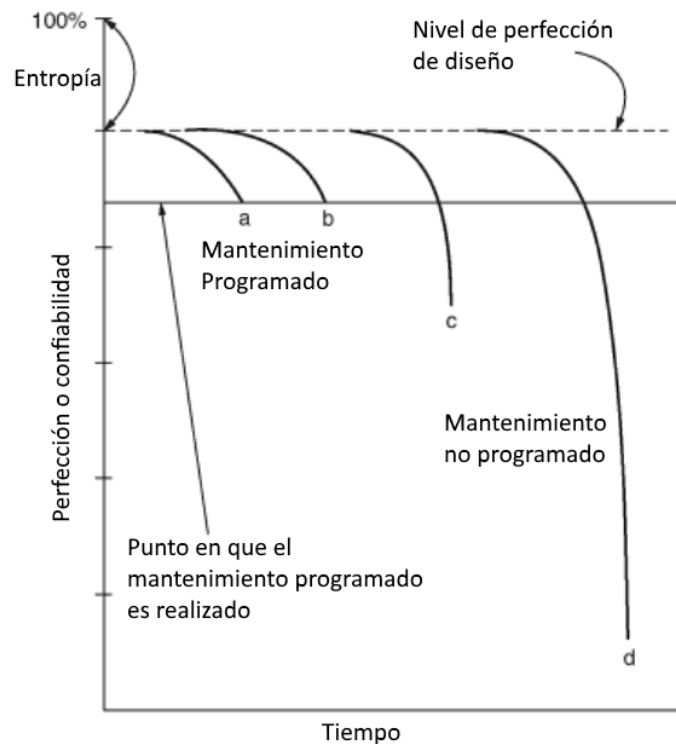 100%
Nivel de perfección
de diseño
Entropía
a
b
Mantenimiento
Programado
c
Perfección o confiabilidad
Mantenimiento
no programado
Punto en que el
mantenimiento programado
es realizado
d
Tiempo